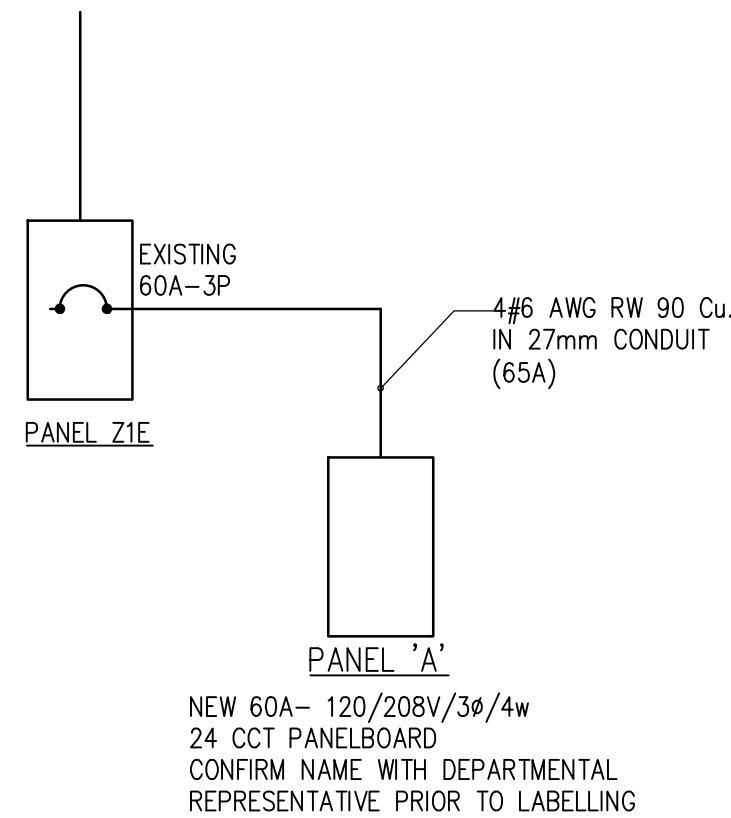 EXISTING
60A-3P
4#6 AWG RW 90 Cu.
IN 27mm CONDUIT
(65A)
PANEL Z1E
PANEL 'A'
NEW 60A- 120/208V/3ø/4w
24 CCT PANELBOARD
CONFIRM NAME WITH DEPARTMENTAL
REPRESENTATIVE PRIOR TO LABELLING